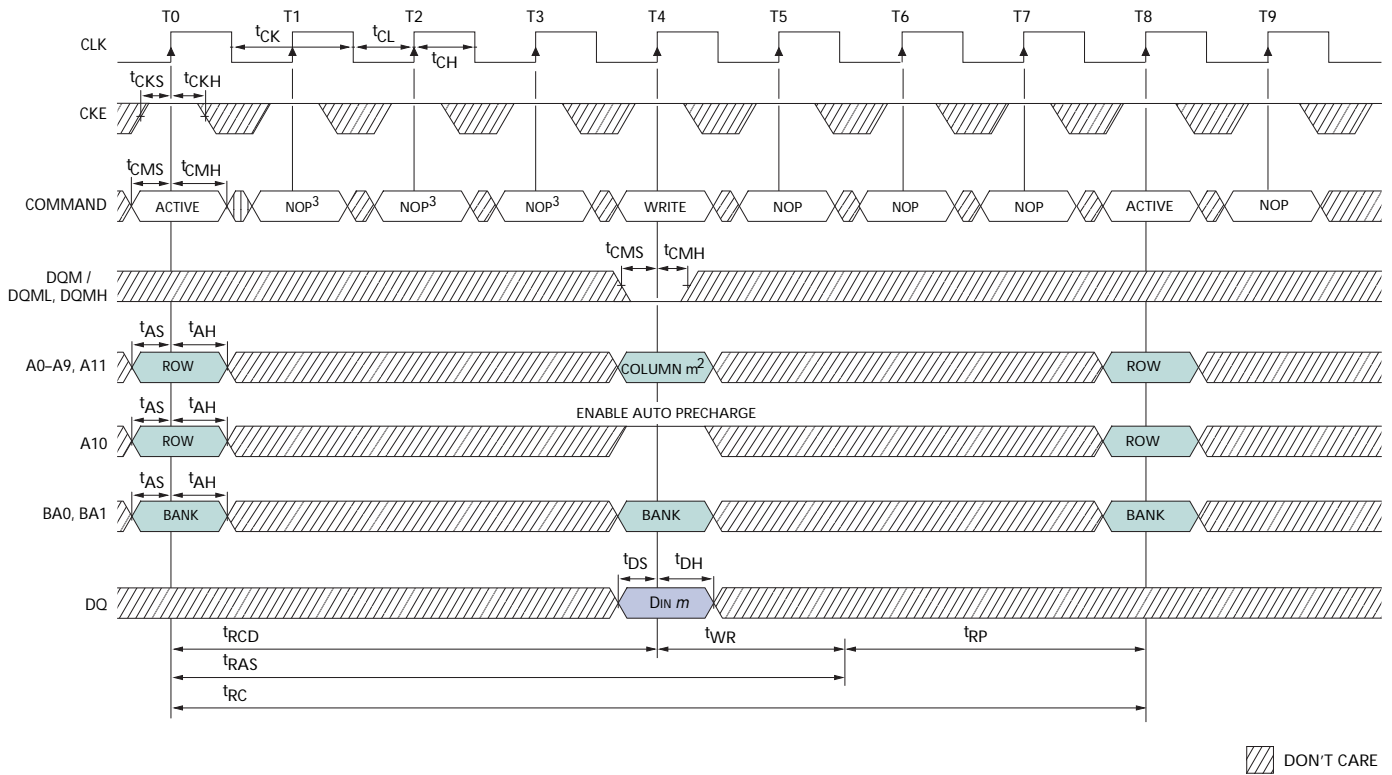 T0 T1 T2 T3 T4 T5 T6 T7 T8 T9
CLK tCK tCL tCH
tCKS tCKH
CKE
tCMS tCMH
COMMAND ACTIVE NOP3 NOP3 NOP3 WRITE NOP NOP NOP ACTIVE NOP
tCMS tCMH
DQM /
DQML, DQMH
tAS tAH
A0–A9, A11 ROW COLUMN m2 ROW
tAS tAH ENABLE AUTO PRECHARGE
A10 ROW ROW
tAS tAH
BA0, BA1 BANK BANK BANK
tDS tDH
DQ DIN m
tRCD tWR tRP
tRAS
tRC
DON'T CARE